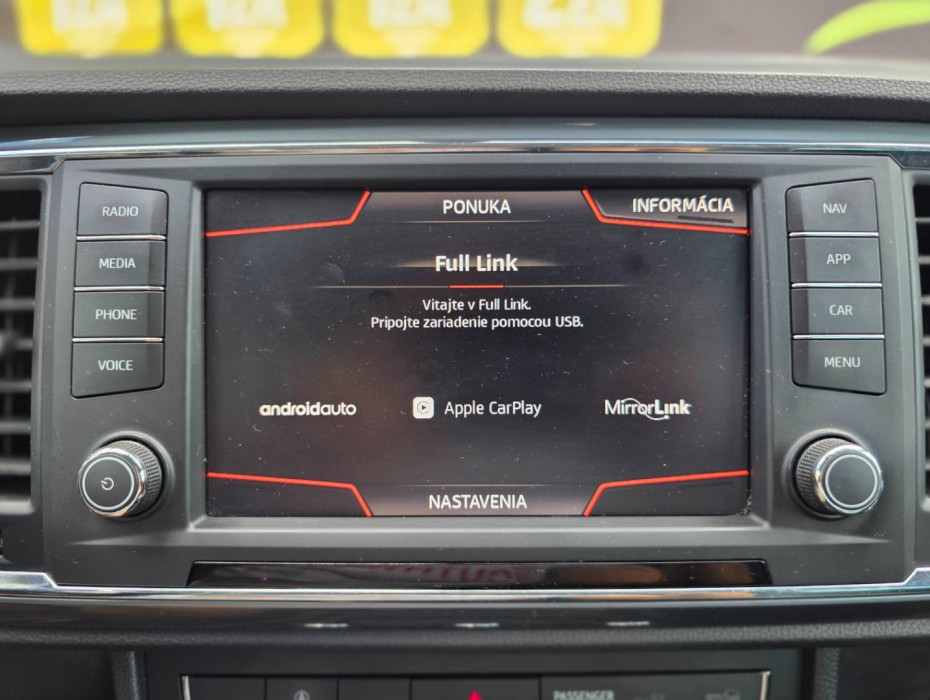 PONUKA
INFORMÁCIA
RADIO
NAV
MEDIA
Full Link
APP
Vitajte v Full Link.
Pripojte zariadenie pomocou USB.
PHONE
CAR
VOICE
MENU
androidauto
Apple CarPlay
MirrorLink
NASTAVENIA
PASSENGER